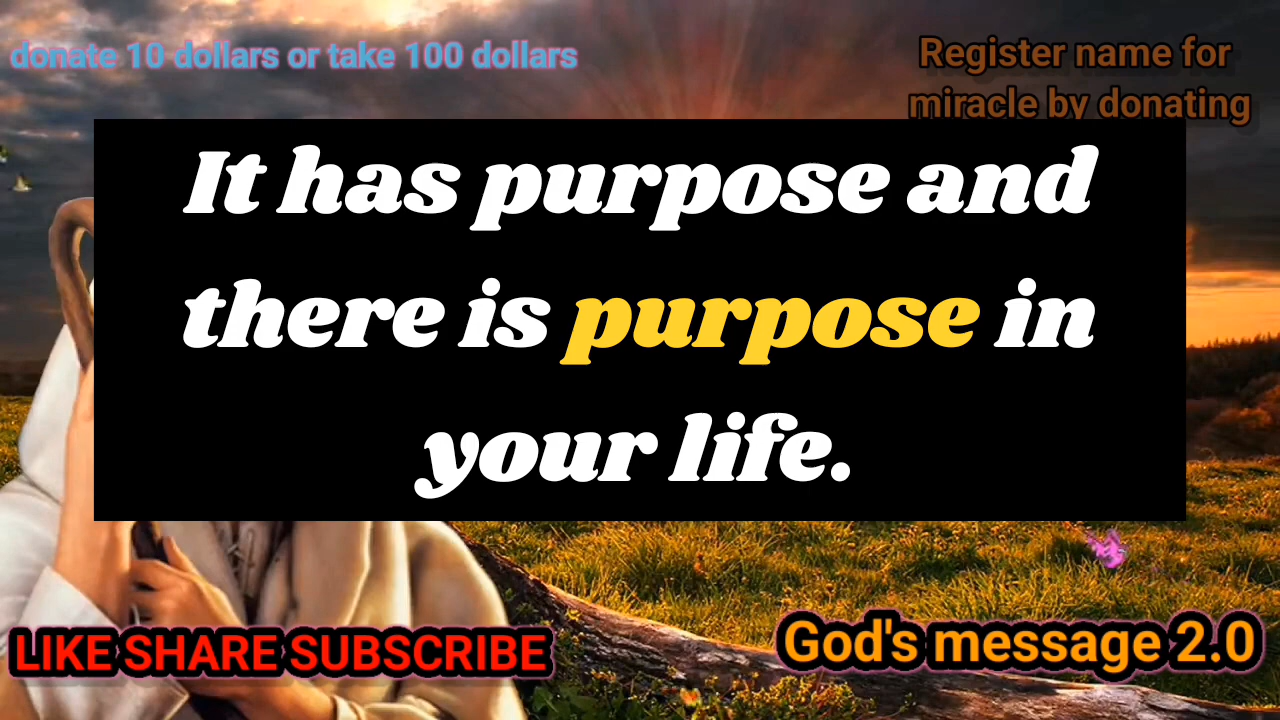 donate 10 dollars or take 100 dollars
Register name for
miracle by donating
It has purpose and
there is purpose in
your life.
LIKE SHARE SUBSCRIBE
God's message 2.0